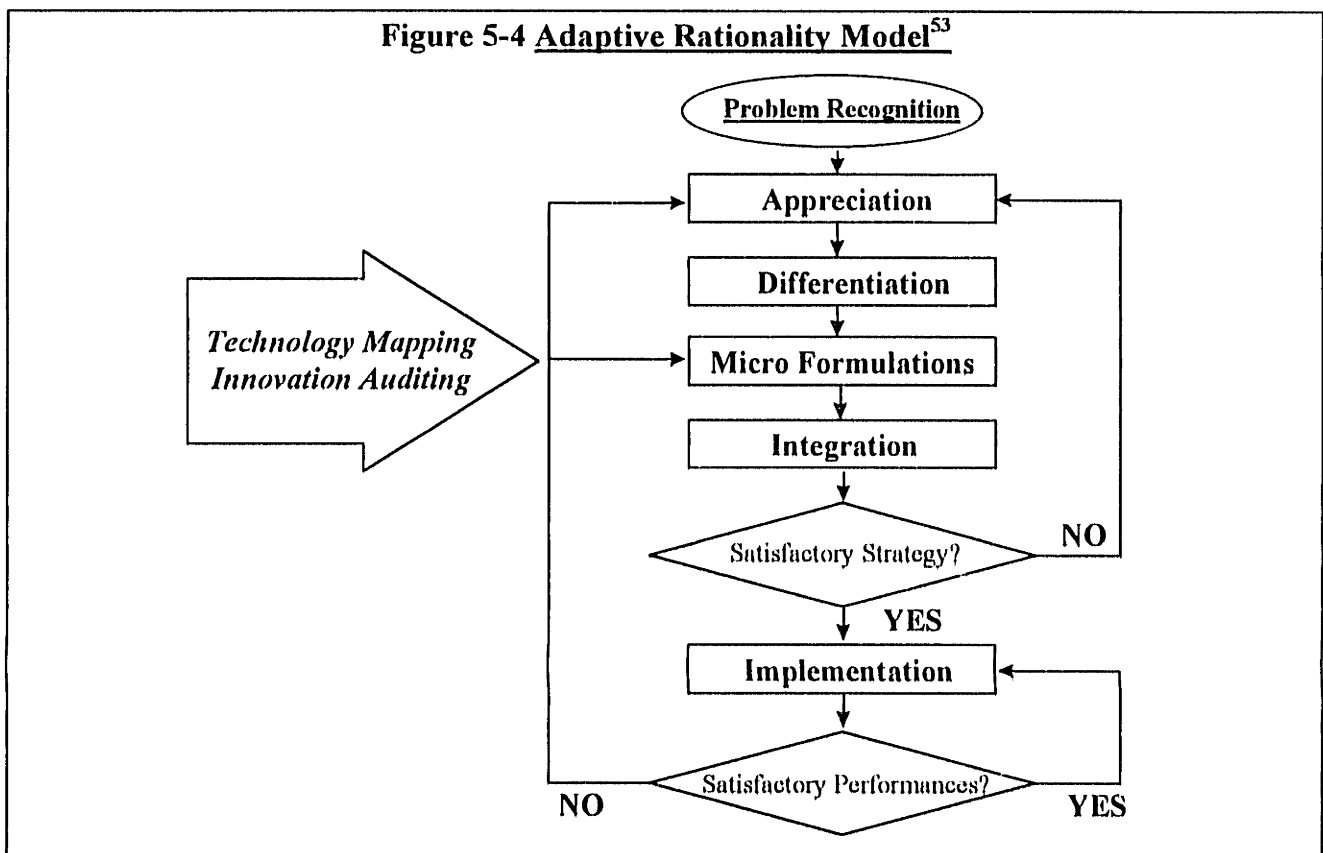 Figure 5-4 Adaptive Rationality Model53
Problem Recognition
Appreciation
Differentiation
Technology Mapping
Innovation Auditing
Micro Formulations
Integration
Satisfactory Strategy?
NO
YES
Implementation
Satisfactory Performances?
NO
YES